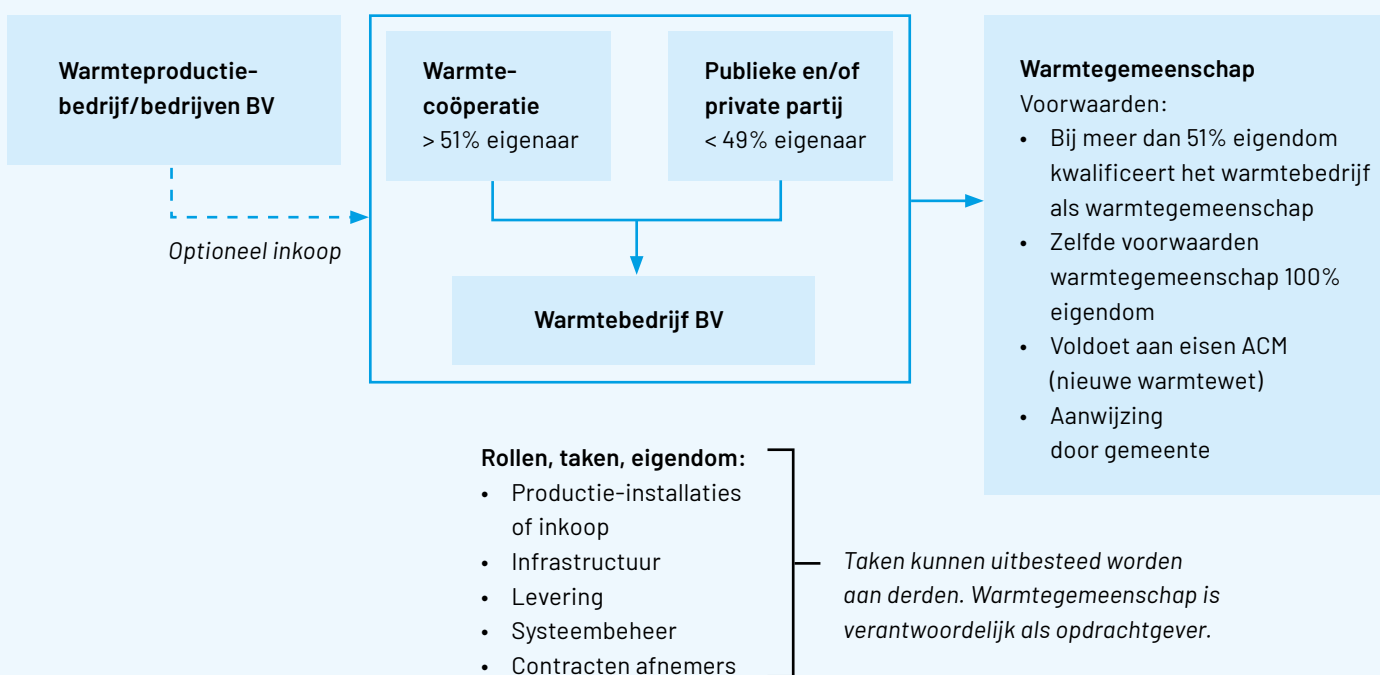 Warmteproductie-
bedrijf/bedrijven BV
Optioneel inkoop
Warmte-
coöperatie
> 51% eigenaar
Publieke en/of
private partij
< 49% eigenaar
Warmtebedrijf BV
Warmtegemeenschap
Voorwaarden:
• Bij meer dan 51% eigendom
kwalificeert het warmtebedrijf
als warmtegemeenschap
• Zelfde voorwaarden
warmtegemeenschap 100%
eigendom
• Voldoet aan eisen ACM
(nieuwe warmtewet)
• Aanwijzing
door gemeente
Rollen, taken, eigendom:
• Productie-installaties
of inkoop
• Infrastructuur
• Levering
• Systeembeheer
• Contracten afnemers
Taken kunnen uitbesteed worden
aan derden. Warmtegemeenschap is
verantwoordelijk als opdrachtgever.